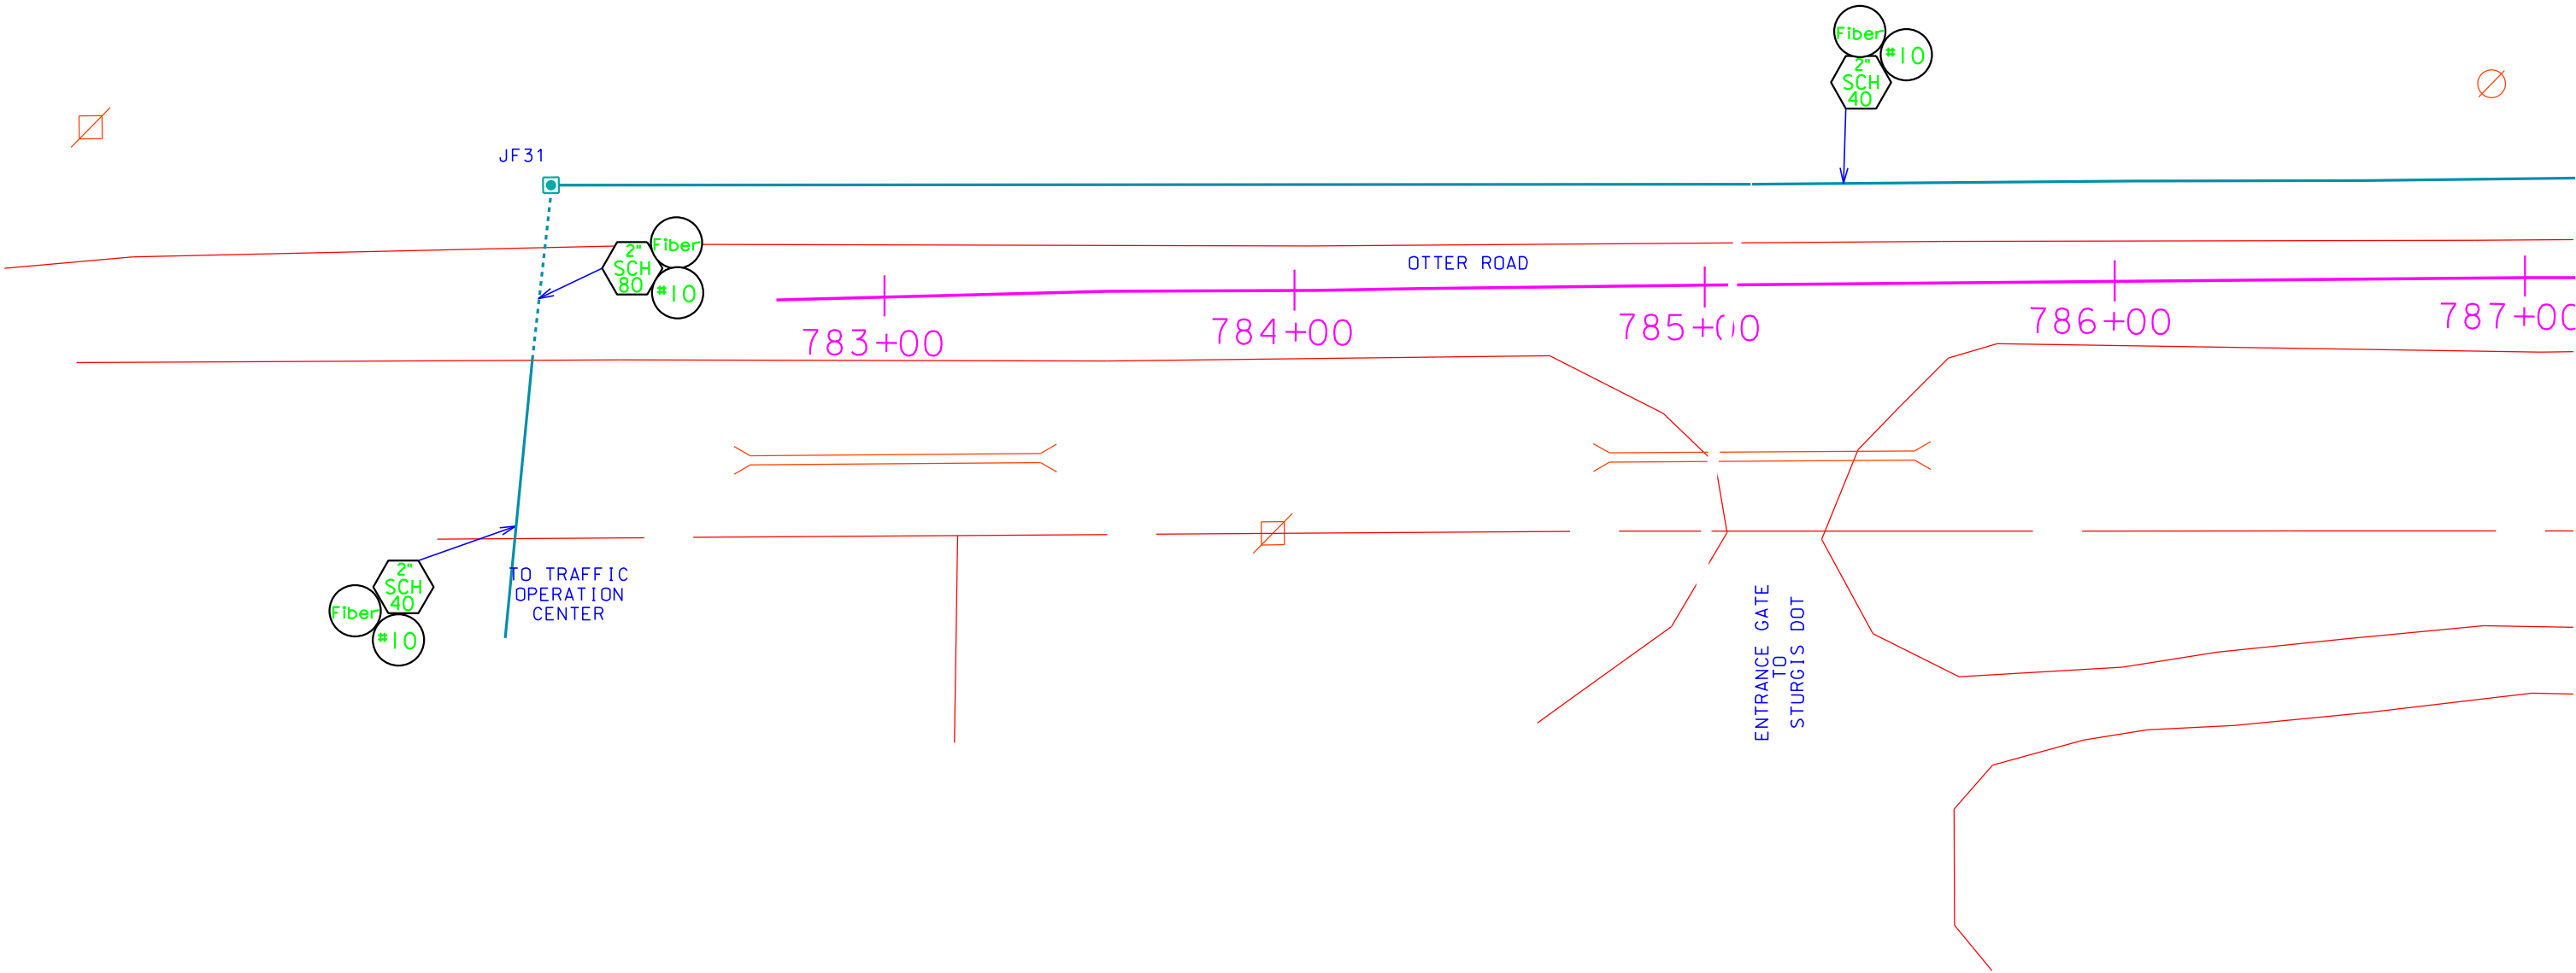 Fiber
#10
2"
SCH
40
JF31
Fiber
2"
SCH
80
#10
OTTER ROAD
783+00
784+00
785+00
786+00
787+00
2"
SCH
40
Fiber
#10
TO TRAFFIC
OPERATION
CENTER
ENTRANCE GATE
TO
STURGIS DOT